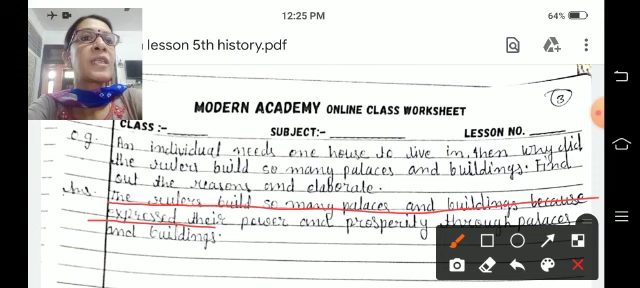 12:25 PM
64%
lesson 5th history.pdf
3
MODERN ACADEMY ONLINE CLASS WORKSHEET
CLASS :- SUBJECT:- LESSON NO.
e.g. An individual needs one house to live in, then why did
the rulers build so many palaces and buildings. Find
out the reasons and elaborate.
Ans. The rulers build so many palaces and buildings because
expressed their power and prosperity through palaces
and buildings.